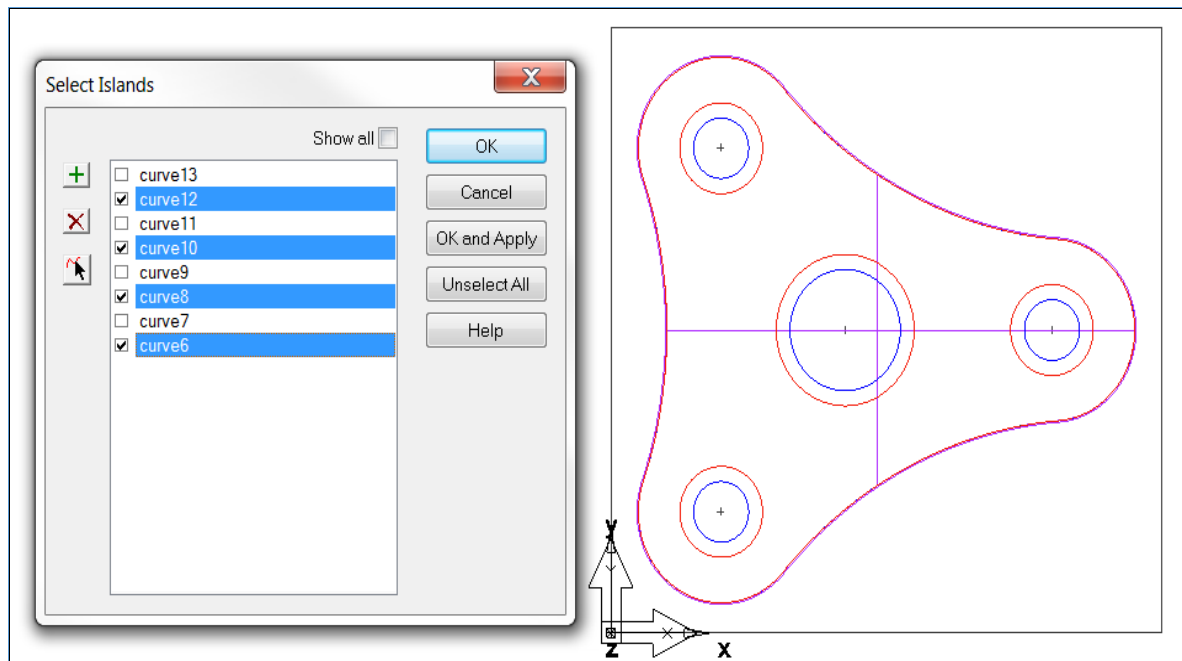 Select Islands
X
Show all
OK
Cancel
OK and Apply
Unselect All
Help
curve13
curve12
curve11
curve10
curve9
curve8
curve7
curve6
Y
Z
X